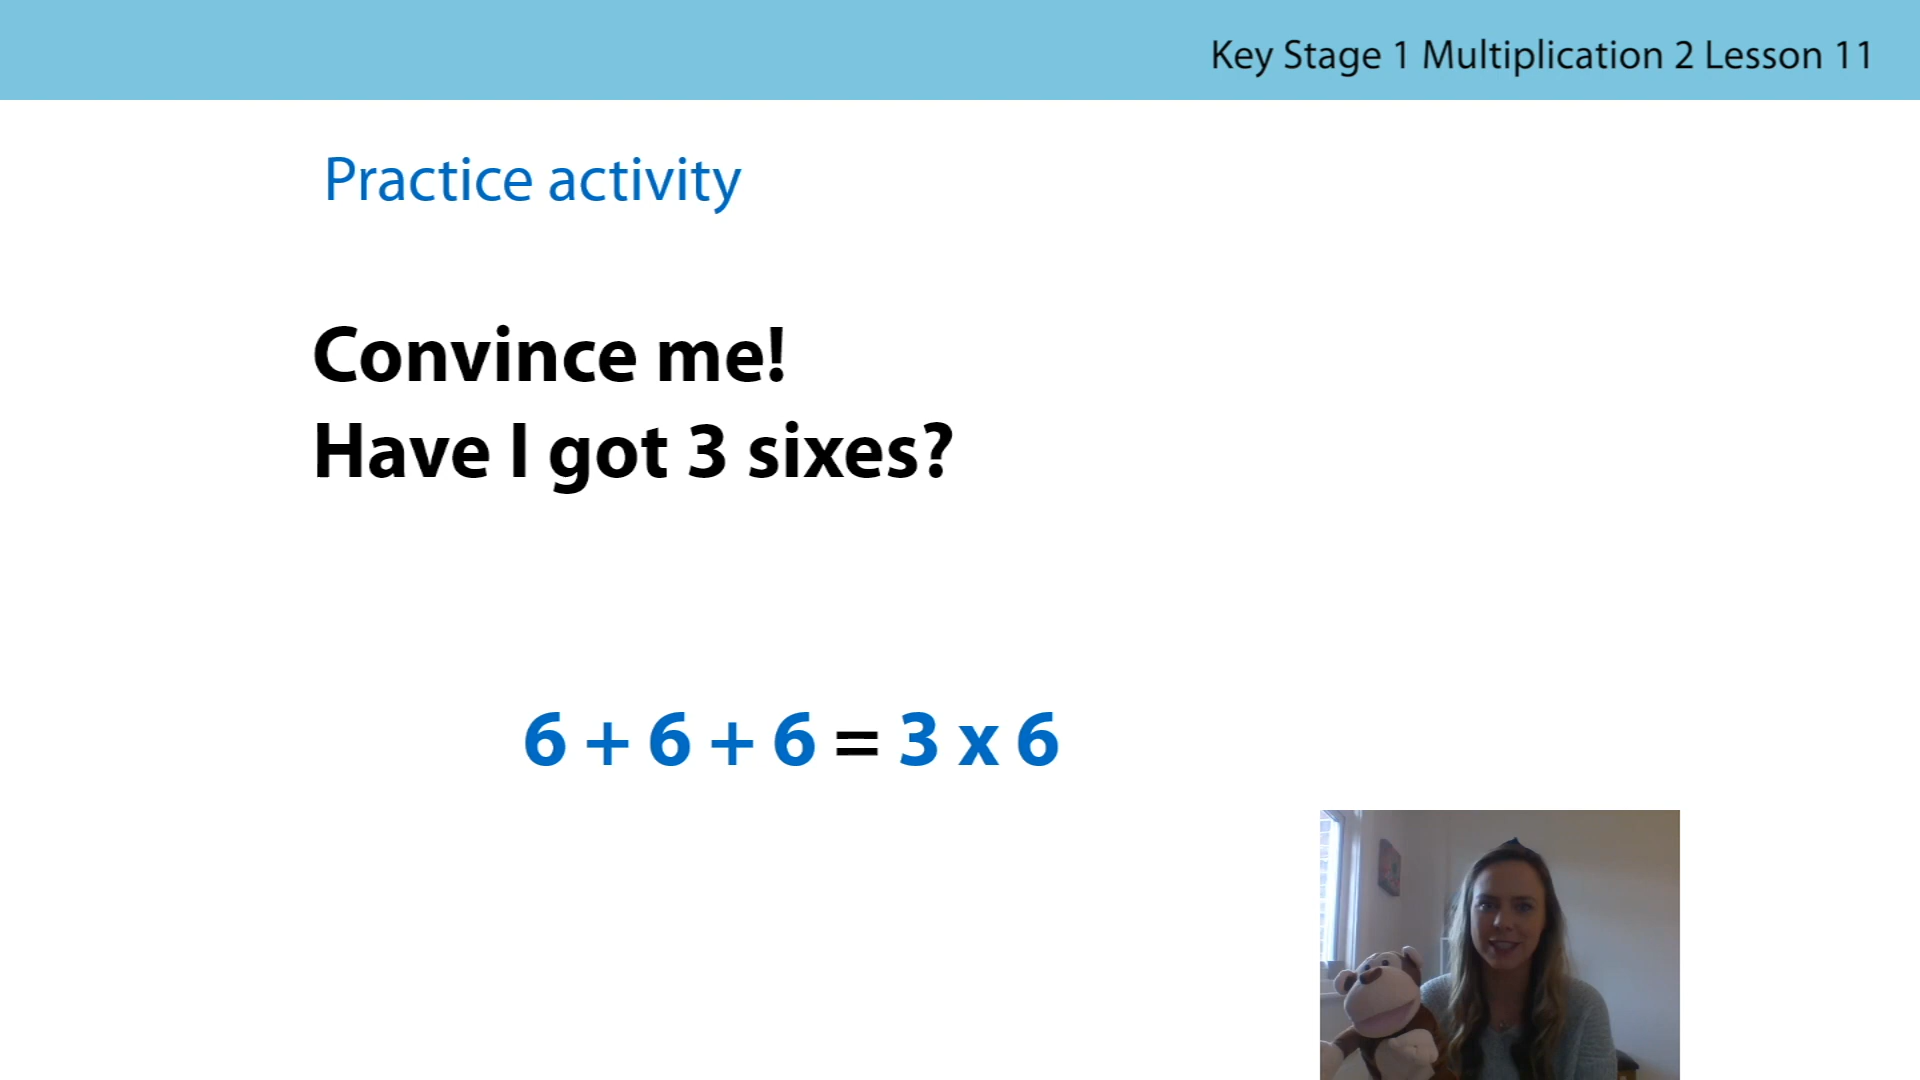 Key Stage 1 Multiplication 2 Lesson 11
Practice activity
Convince me!
Have I got 3 sixes?
6 + 6 + 6 = 3 x 6